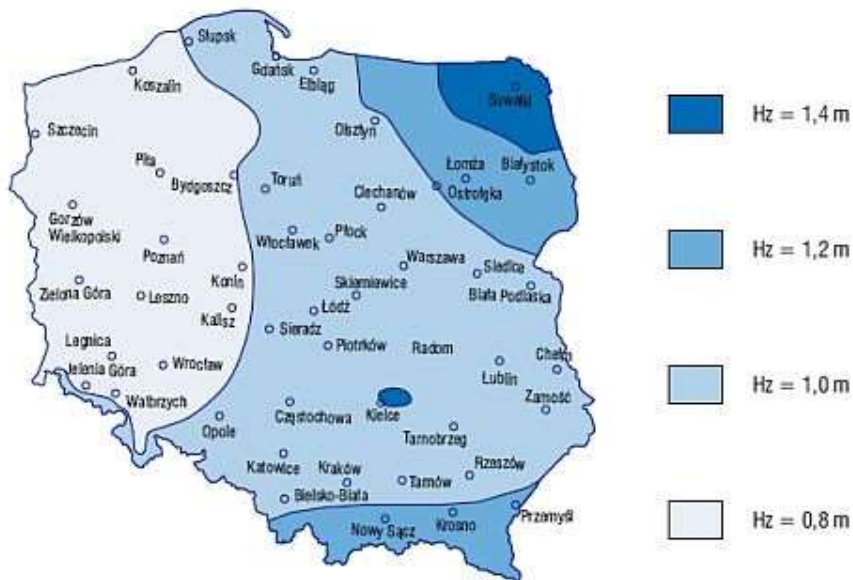 Słupsk
Gdańsk
Elbląg
Koszalin
Suwałki
Hz = 1,4 m
Szczecin
Olsztyn
Piła
Bydgoszcz
Toruń
Łomża
Białystok
Ostrołęka
Ciechanów
Gorzów
Wielkopolski
Włocławek
Płock
Hz = 1,2 m
Poznań
Warszawa
Siedlce
Konin
Skierniewice
Biała Podlaska
Zielona Góra
Leszno
Łódź
Kalisz
Sieradz
Piotrków
Radom
Legnica
Chełm
Jelenia Góra
Wrocław
Lublin
Hz = 1,0 m
Wałbrzych
Zamość
Częstochowa
Kielce
Opole
Tarnobrzeg
Katowice
Kraków
Rzeszów
Tarnów
Bielsko-Biała
Przemyśl
Nowy Sącz
Krosno
Hz = 0,8 m